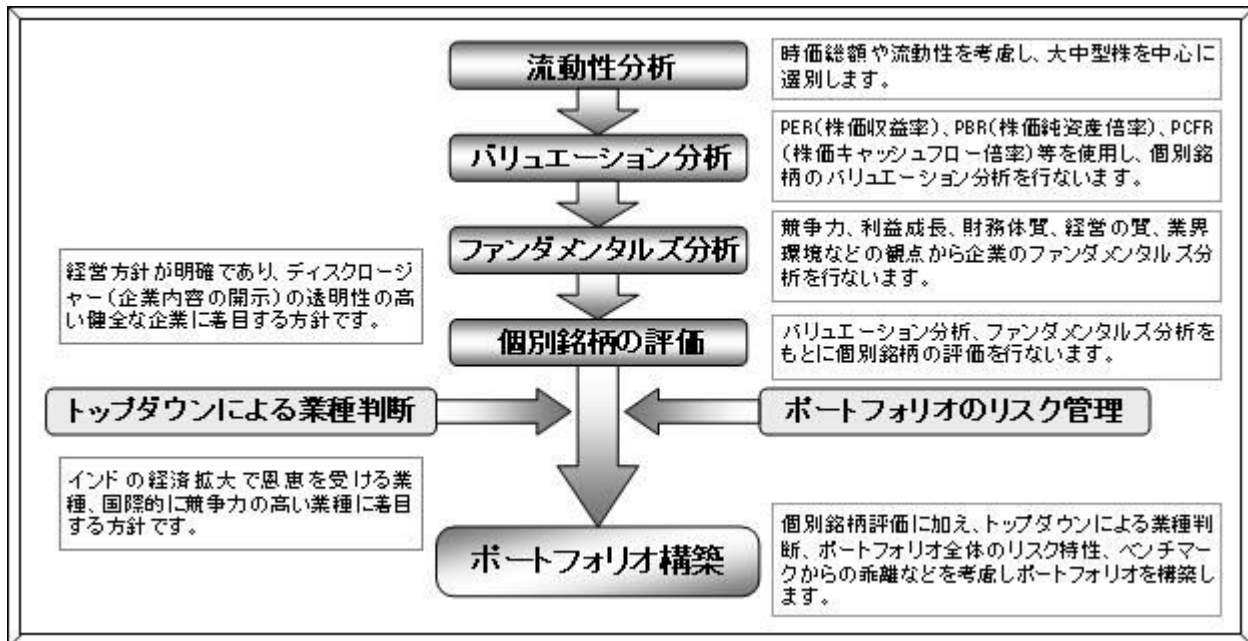 流動性分析
時価総額や流動性を考慮し、大中型株を中心に
選別します。
バリュエーション分析
PER(株価収益率)、PBR(株価純資産倍率)、PCFR
(株価キャッシュフロー倍率)等を使用し、個別銘
柄のバリュエーション分析を行ないます。
ファンダメンタルズ分析
競争力、利益成長、財務体質、経営の質、業界
環境などの観点から企業のファンダメンタルズ分
析を行ないます。
経営方針が明確であり、ディスクロージ
ャー(企業内容の開示)の透明性の高
い健全な企業に着目する方針です。
個別銘柄の評価
バリュエーション分析、ファンダメンタルズ分析を
もとに個別銘柄の評価を行ないます。
トップダウンによる業種判断
ポートフォリオのリスク管理
インドの経済拡大で恩恵を受ける業
種、国際的に競争力の高い業種に着目
する方針です。
ポートフォリオ構築
個別銘柄評価に加え、トップダウンによる業種判
断、ポートフォリオ全体のリスク特性、ベンチマー
クからの乖離などを考慮しポートフォリオを構築し
ます。